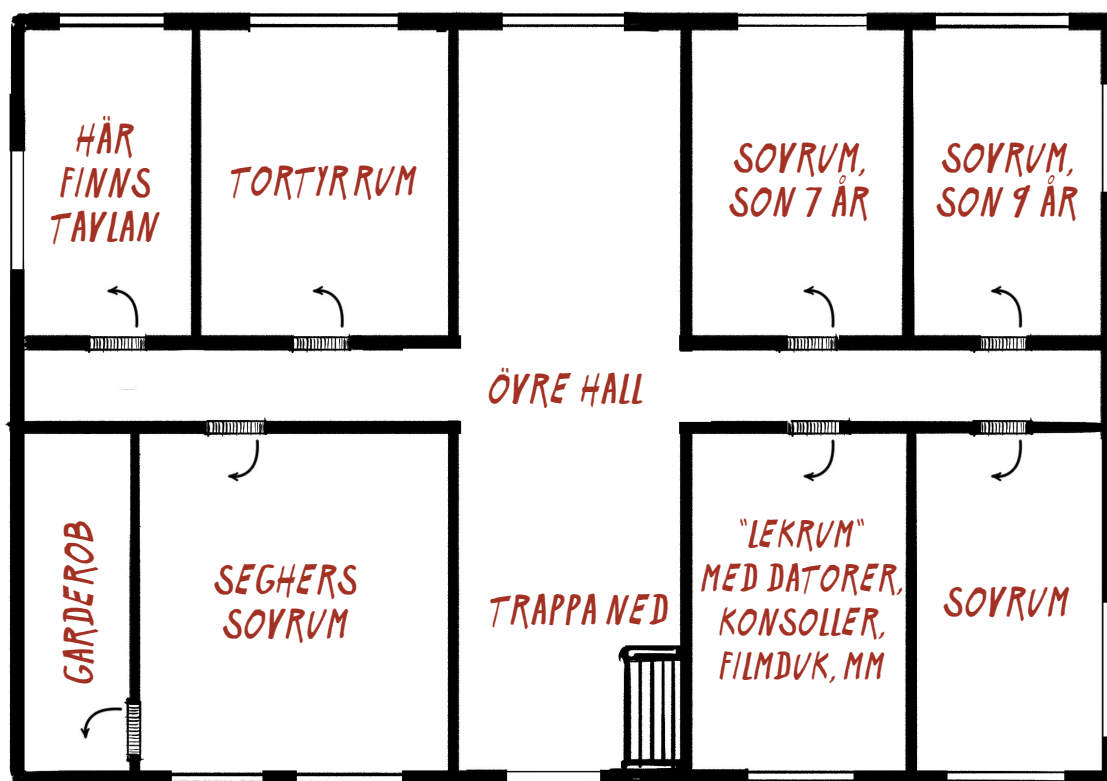 HÄR
FINNS
TAVLAN
TORTYRRUM
SOVRUM,
SON 7 ÅR
SOVRUM,
SON 9 ÅR
ÖVRE HALL
GARDEROB
SEGHERS
SOVRUM
TRAPPA NED
"LEKRUM"
MED DATORER,
KONSOLLER,
FILMDUK, MM
SOVRUM